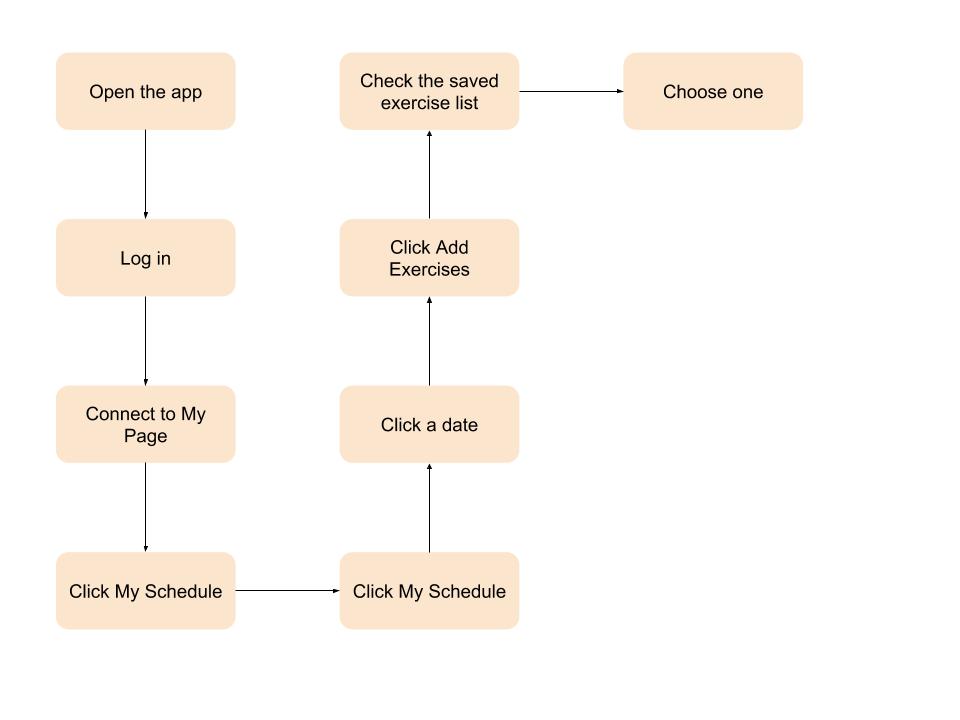 Open the app
Log in
Connect to My
Page
Click My Schedule
Click My Schedule
Click a date
Click Add
Exercises
Check the saved
exercise list
Choose one